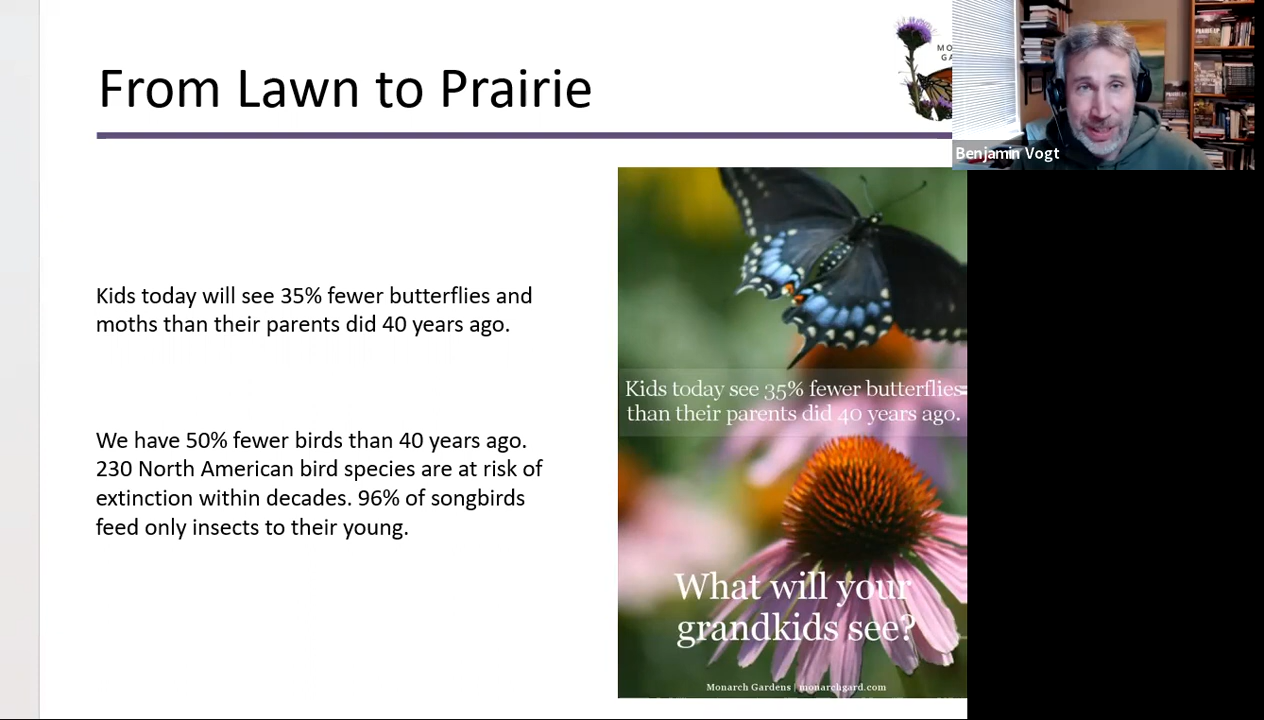 From Lawn to Prairie
MO
GA
Benjamin Vogt
Kids today will see 35% fewer butterflies and
moths than their parents did 40 years ago.
We have 50% fewer birds than 40 years ago.
230 North American bird species are at risk of
extinction within decades. 96% of songbirds
feed only insects to their young.
Kids today see 35% fewer butterflies
than their parents did 40 years ago.
What will your
grandkids see?
Monarch Gardens | monarchgard.com